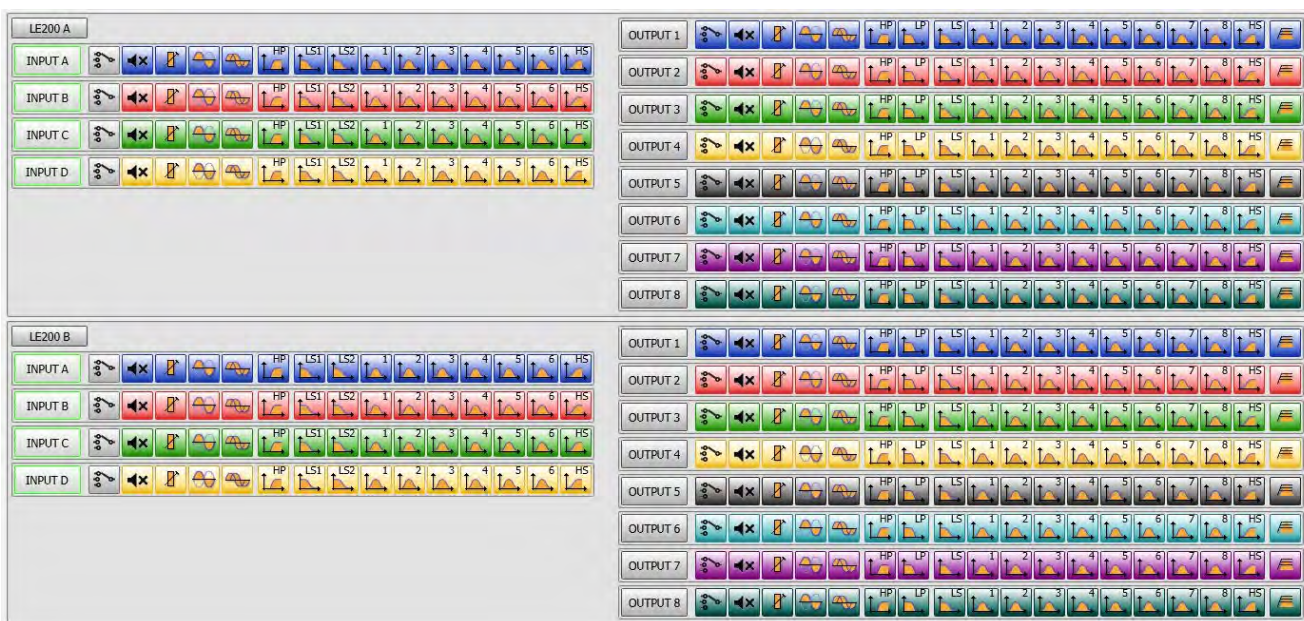 LE200 A
INPUT A HP LS1 LS2 1 2 3 4 5 6 HS
INPUT B HP LS1 LS2 1 2 3 4 5 6 HS
INPUT C HP LS1 LS2 1 2 3 4 5 6 HS
INPUT D HP LS1 LS2 1 2 3 4 5 6 HS
OUTPUT 1 HP LP LS 1 2 3 4 5 6 7 8 HS
OUTPUT 2 HP LP LS 1 2 3 4 5 6 7 8 HS
OUTPUT 3 HP LP LS 1 2 3 4 5 6 7 8 HS
OUTPUT 4 HP LP LS 1 2 3 4 5 6 7 8 HS
OUTPUT 5 HP LP LS 1 2 3 4 5 6 7 8 HS
OUTPUT 6 HP LP LS 1 2 3 4 5 6 7 8 HS
OUTPUT 7 HP LP LS 1 2 3 4 5 6 7 8 HS
OUTPUT 8 HP LP LS 1 2 3 4 5 6 7 8 HS
LE200 B
INPUT A HP LS1 LS2 1 2 3 4 5 6 HS
INPUT B HP LS1 LS2 1 2 3 4 5 6 HS
INPUT C HP LS1 LS2 1 2 3 4 5 6 HS
INPUT D HP LS1 LS2 1 2 3 4 5 6 HS
OUTPUT 1 HP LP LS 1 2 3 4 5 6 7 8 HS
OUTPUT 2 HP LP LS 1 2 3 4 5 6 7 8 HS
OUTPUT 3 HP LP LS 1 2 3 4 5 6 7 8 HS
OUTPUT 4 HP LP LS 1 2 3 4 5 6 7 8 HS
OUTPUT 5 HP LP LS 1 2 3 4 5 6 7 8 HS
OUTPUT 6 HP LP LS 1 2 3 4 5 6 7 8 HS
OUTPUT 7 HP LP LS 1 2 3 4 5 6 7 8 HS
OUTPUT 8 HP LP LS 1 2 3 4 5 6 7 8 HS